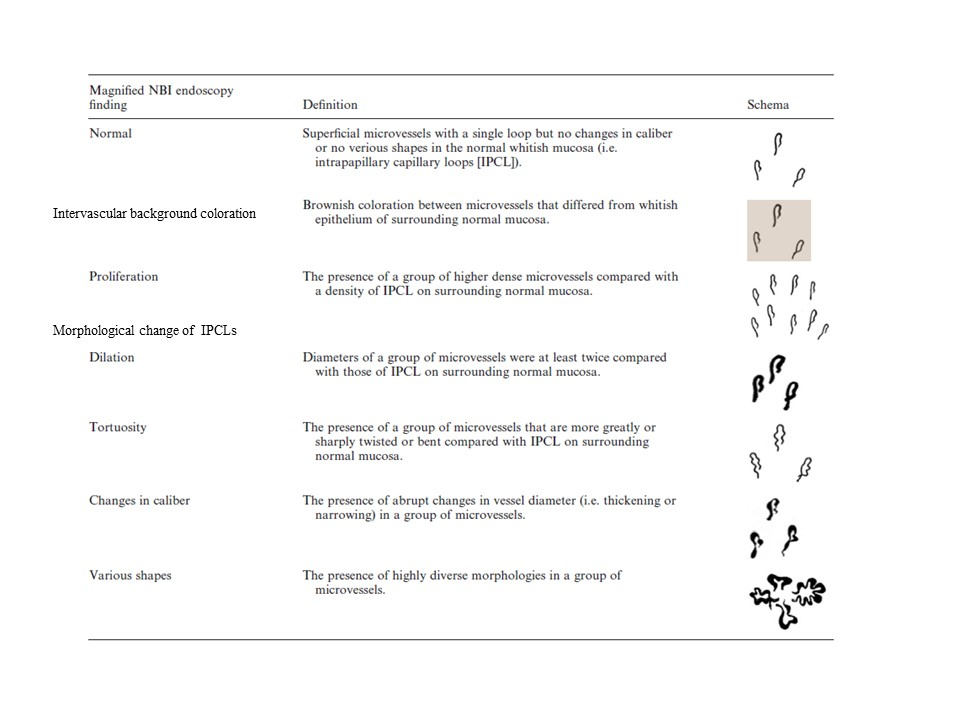 Magnified NBI endoscopy
finding
Definition
Schema
Normal
Superficial microvessels with a single loop but no changes in caliber
or no verious shapes in the normal whitish mucosa (i.e.
intrapapillary capillary loops [IPCL]).
Intervascular background coloration
Brownish coloration between microvessels that differed from whitish
epithelium of surrounding normal mucosa.
Proliferation
The presence of a group of higher dense microvessels compared with
a density of IPCL on surrounding normal mucosa.
Morphological change of IPCLs
Dilation
Diameters of a group of microvessels were at least twice compared
with those of IPCL on surrounding normal mucosa.
Tortuosity
The presence of a group of microvessels that are more greatly or
sharply twisted or bent compared with IPCL on surrounding
normal mucosa.
Changes in caliber
The presence of abrupt changes in vessel diameter (i.e. thickening or
narrowing) in a group of microvessels.
Various shapes
The presence of highly diverse morphologies in a group of
microvessels.